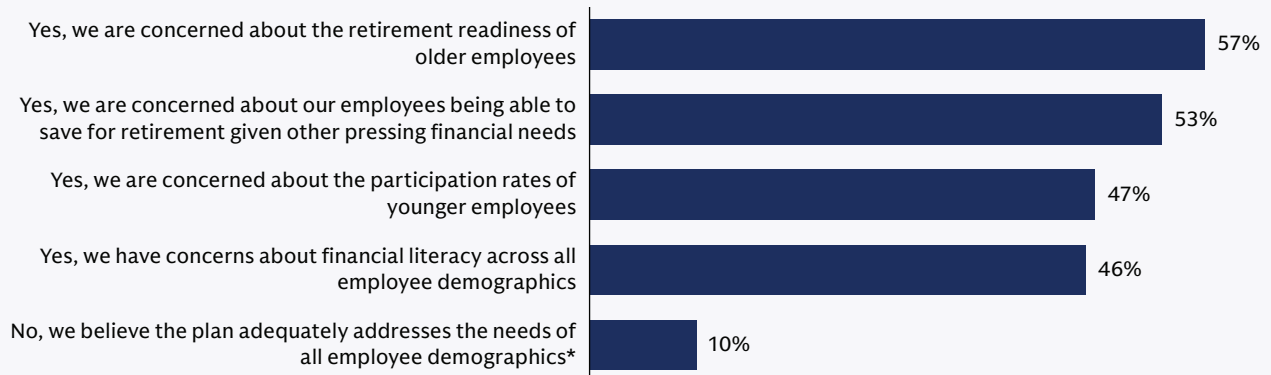 Yes, we are concerned about the retirement readiness of
older employees
57%
Yes, we are concerned about our employees being able to
save for retirement given other pressing financial needs
53%
Yes, we are concerned about the participation rates of
younger employees
47%
Yes, we have concerns about financial literacy across all
employee demographics
46%
No, we believe the plan adequately addresses the needs of
all employee demographics*
10%